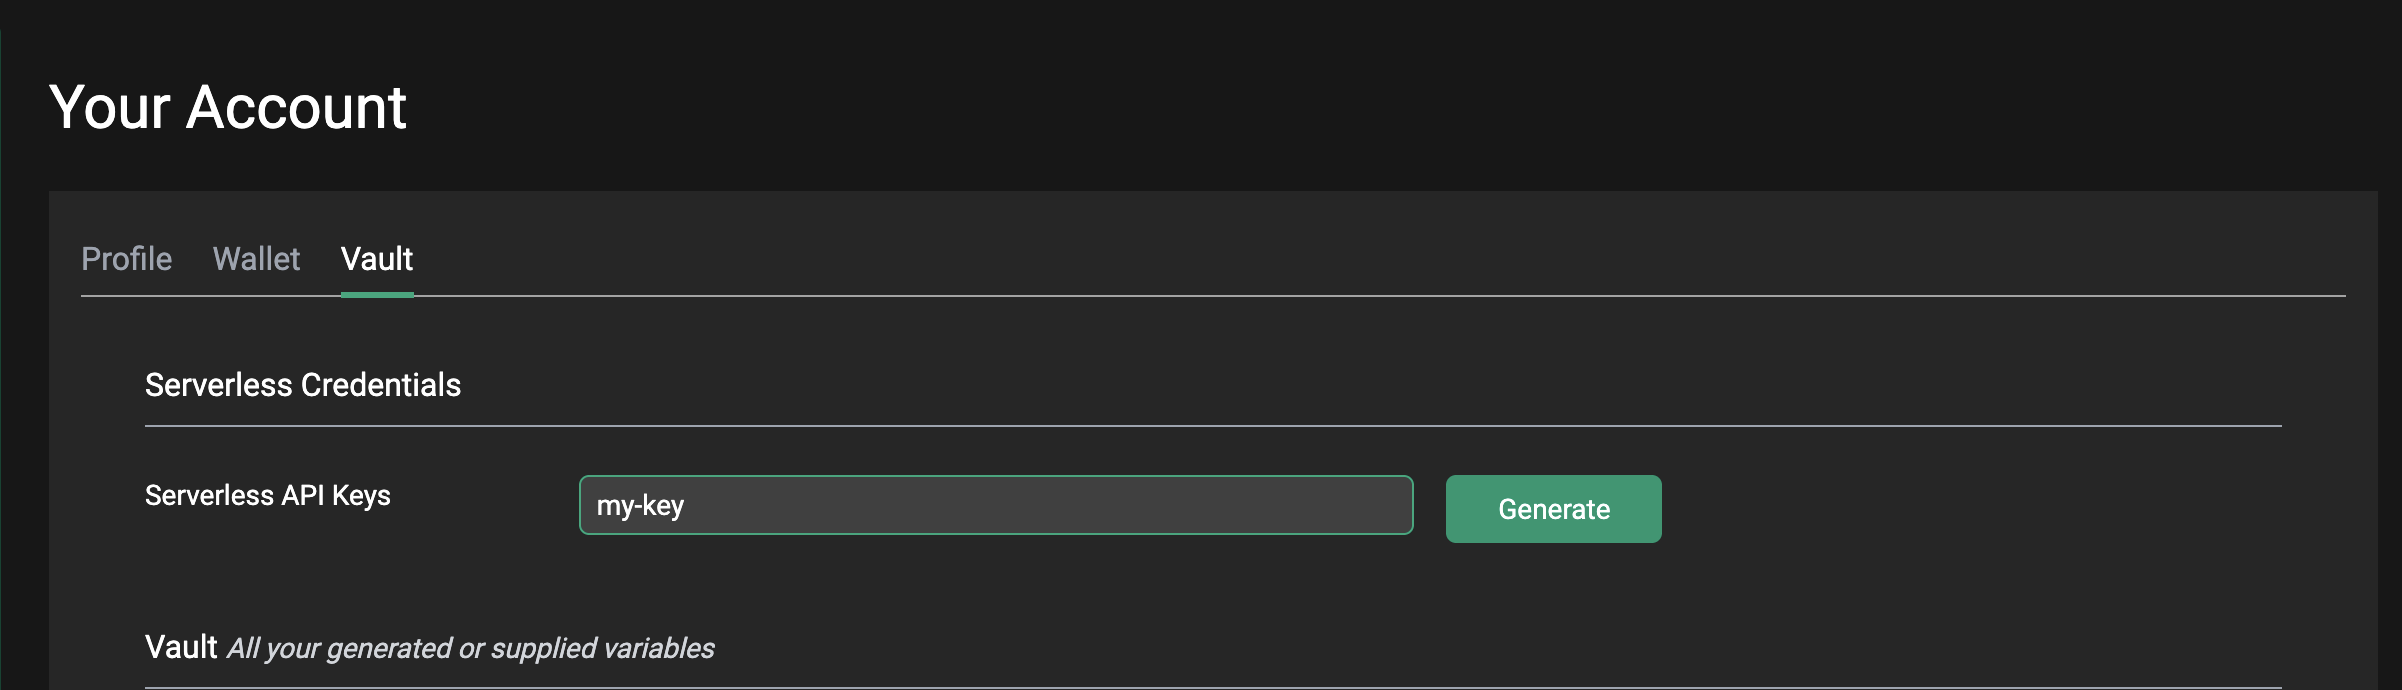 Your Account
Profile Wallet Vault
Serverless Credentials
Serverless API Keys my-key Generate
Vault All your generated or supplied variables